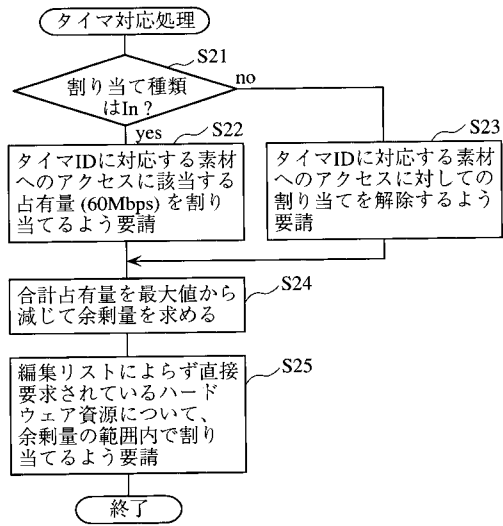 タイマ対応処理
S21
割り当て種類
はIn？
no
yes
S22
タイマIDに対応する素材
へのアクセスに該当する
占有量 (60Mbps) を割り
当てるよう要請
S23
タイマIDに対応する素材
へのアクセスに対しての
割り当てを解除するよう
要請
S24
合計占有量を最大値から
減じて余剰量を求める
S25
編集リストによらず直接
要求されているハード
ウェア資源について、
余剰量の範囲内で割り
当てるよう要請
終了